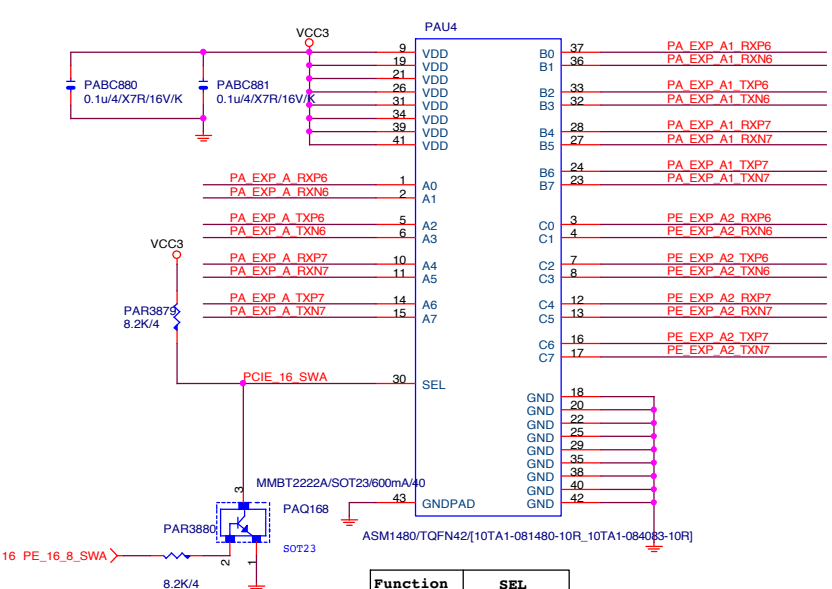 PAU4
VCC3
9 VDD B0 37 PA_EXP_A1_RXP6
19 VDD B1 36 PA_EXP_A1_RXN6
21 VDD
26 VDD B2 33 PA_EXP_A1_TXP6
31 VDD B3 32 PA_EXP_A1_TXN6
34 VDD
39 VDD B4 28 PA_EXP_A1_RXP7
41 VDD B5 27 PA_EXP_A1_RXN7
PABC880 PABC881
0.1u/4/X7R/16V/K 0.1u/4/X7R/16V/K
B6 24 PA_EXP_A1_TXP7
B7 23 PA_EXP_A1_TXN7
PA_EXP_A_RXP6 1 A0
PA_EXP_A_RXN6 2 A1
PA_EXP_A_TXP6 5 A2 C0 3 PE_EXP_A2_RXP6
PA_EXP_A_TXN6 6 A3 C1 4 PE_EXP_A2_RXN6
VCC3
PA_EXP_A_RXP7 10 A4 C2 7 PE_EXP_A2_TXP6
PA_EXP_A_RXN7 11 A5 C3 8 PE_EXP_A2_TXN6
PA_EXP_A_TXP7 14 A6 C4 12 PE_EXP_A2_RXP7
PA_EXP_A_TXN7 15 A7 C5 13 PE_EXP_A2_RXN7
PAR3879
8.2K/4
C6 16 PE_EXP_A2_TXP7
C7 17 PE_EXP_A2_TXN7
PCIE_16_SWA 30 SEL
GND 18
GND 20
GND 22
GND 25
GND 29
GND 35
GND 38
GND 40
GND 42
MMBT2222A/SOT23/600mA/40
3
PAQ168
43 GNDPAD
PAR3880
SOT23
ASM1480/TQFN42/[10TA1-081480-10R_10TA1-084083-10R]
16 PE_16_8_SWA
2 1
8.2K/4
Function SEL